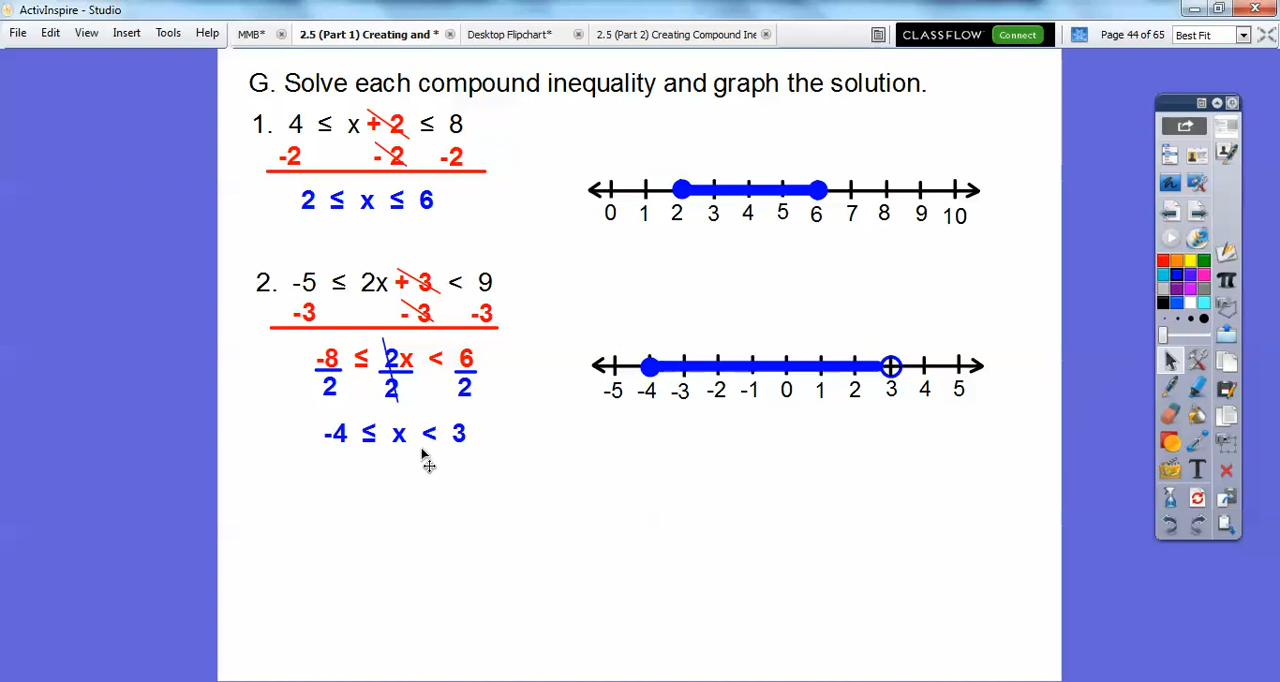 ActivInspire - Studio
File Edit View Insert Tools Help MMB* 2.5 (Part 1) Creating and * Desktop Flipchart* 2.5 (Part 2) Creating Compound Ine CLASSFLOW Connect Page 44 of 65 Best Fit
G. Solve each compound inequality and graph the solution.
1. 4 ≤ x + 2 ≤ 8
-2 - 2 -2
2 ≤ x ≤ 6
0 1 2 3 4 5 6 7 8 9 10
2. -5 ≤ 2x + 3 < 9
-3 - 3 -3
-8 ≤ 2x < 6
2 2 2
-5 -4 -3 -2 -1 0 1 2 3 4 5
-4 ≤ x < 3